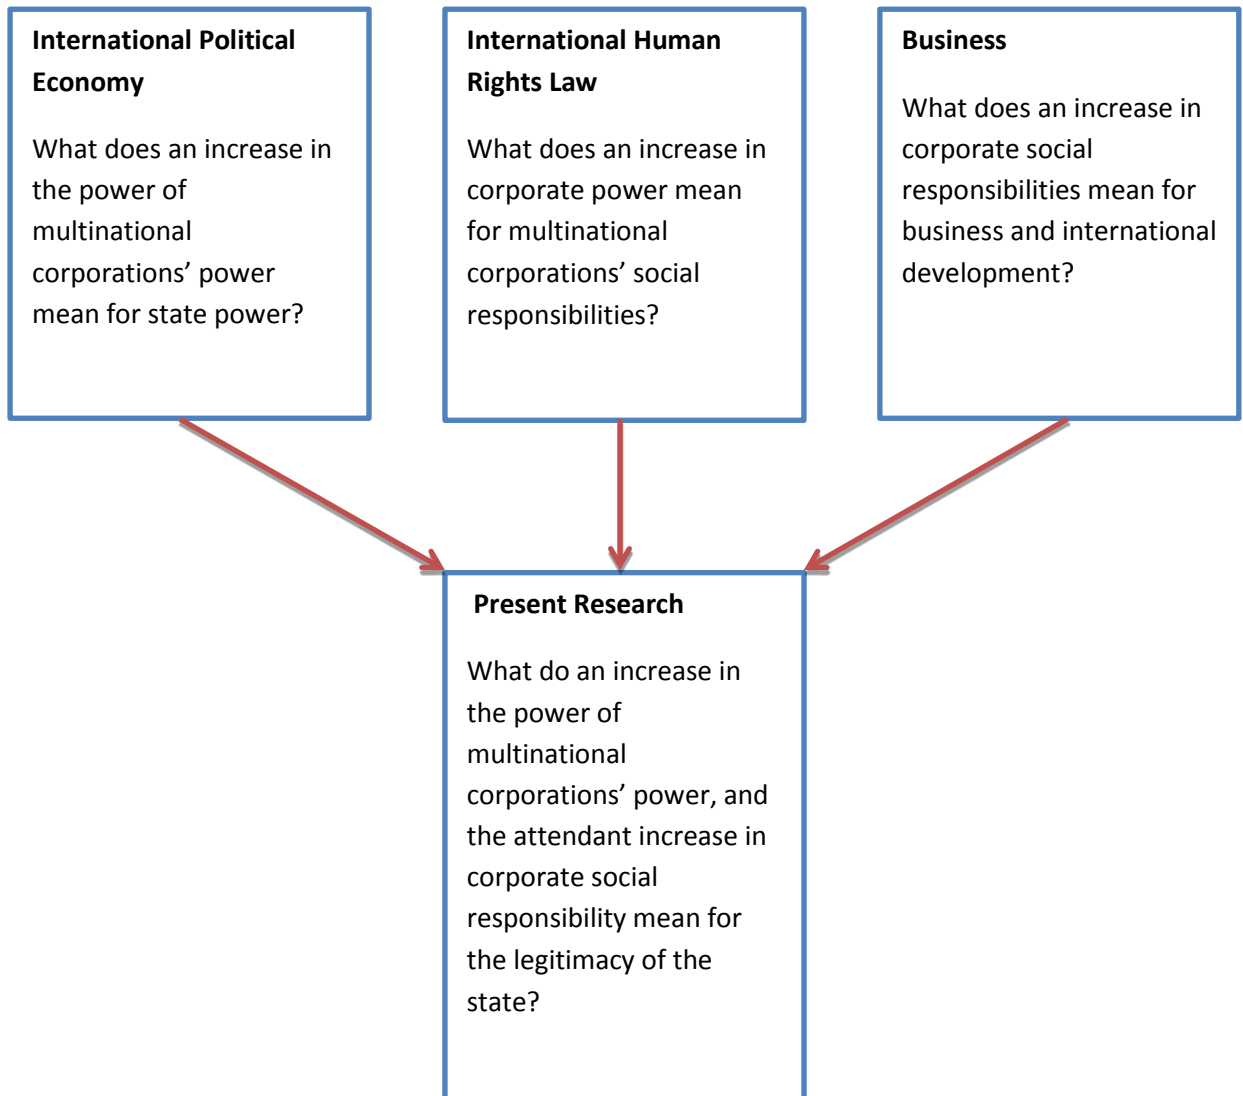 International Political
Economy
What does an increase in
the power of
multinational
corporations’ power
mean for state power?
International Human
Rights Law
What does an increase in
corporate power mean
for multinational
corporations’ social
responsibilities?
Business
What does an increase in
corporate social
responsibilities mean for
business and international
development?
Present Research
What do an increase in
the power of
multinational
corporations’ power, and
the attendant increase in
corporate social
responsibility mean for
the legitimacy of the
state?